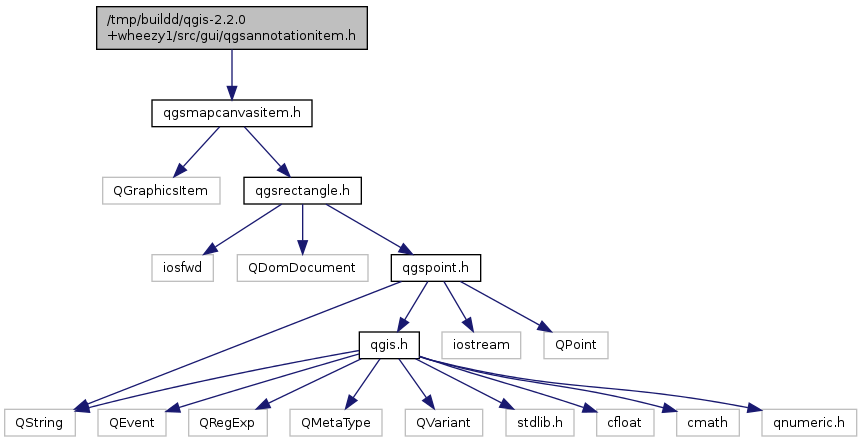 /tmp/buildd/qgis-2.2.0
+wheezy1/src/gui/qgsannotationitem.h
qgsmapcanvasitem.h
QGraphicsItem
qgsrectangle.h
iosfwd
QDomDocument
qgspoint.h
qgis.h
iostream
QPoint
QString
QEvent
QRegExp
QMetaType
QVariant
stdlib.h
cfloat
cmath
qnumeric.h